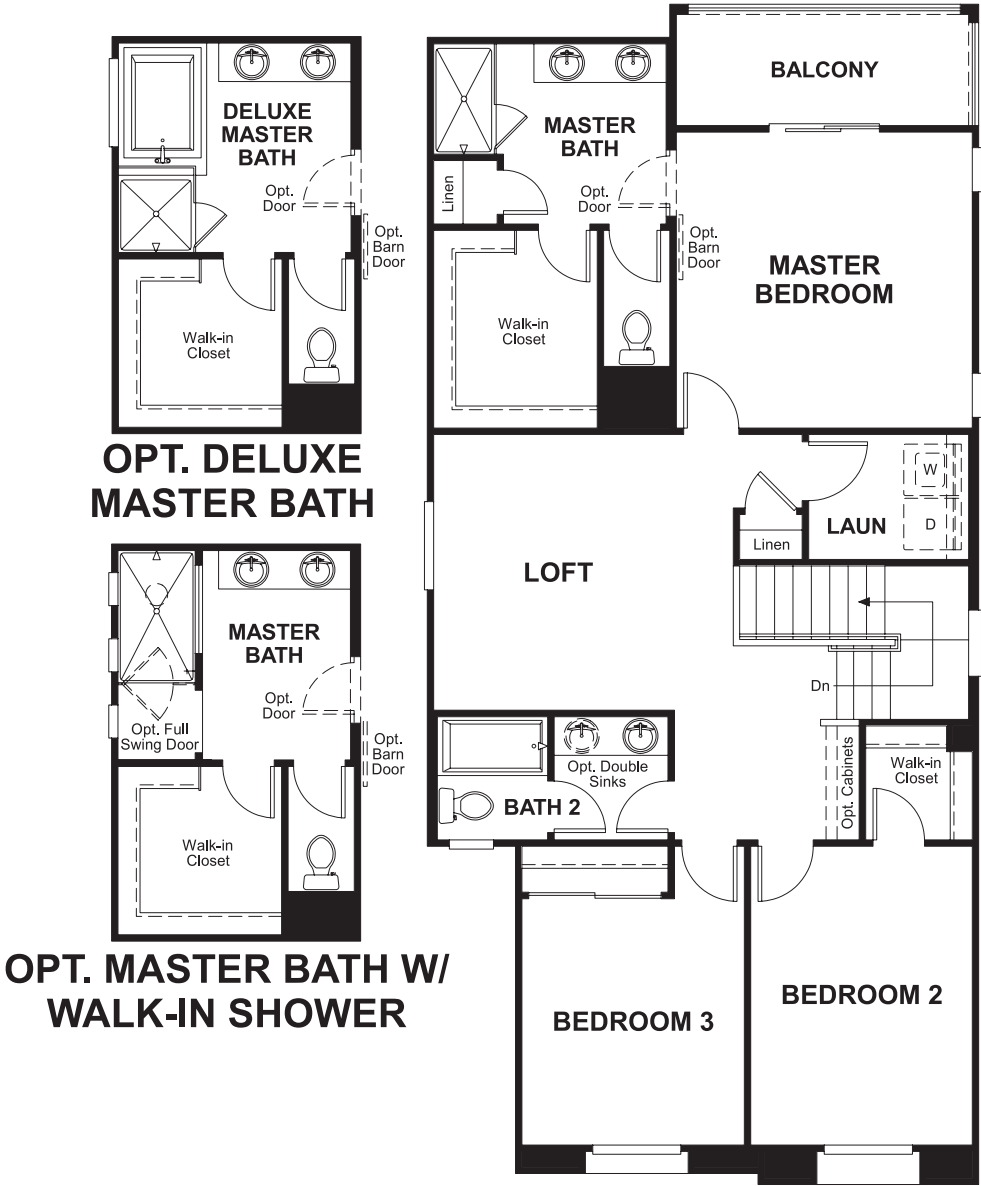 DELUXE
MASTER
BATH
Opt.
Door
Opt.
Barn
Door
Walk-in
Closet
OPT. DELUXE
MASTER BATH
MASTER
BATH
Opt.
Door
Opt. Full
Swing Door
Opt.
Barn
Door
Walk-in
Closet
OPT. MASTER BATH W/
WALK-IN SHOWER
BALCONY
MASTER
BATH
Linen
Opt.
Door
Opt.
Barn
Door
MASTER
BEDROOM
Walk-in
Closet
W
D
LAUN
Linen
LOFT
Dn
Opt. Double
Sinks
BATH 2
Opt. Cabinets
Walk-in
Closet
BEDROOM 3
BEDROOM 2